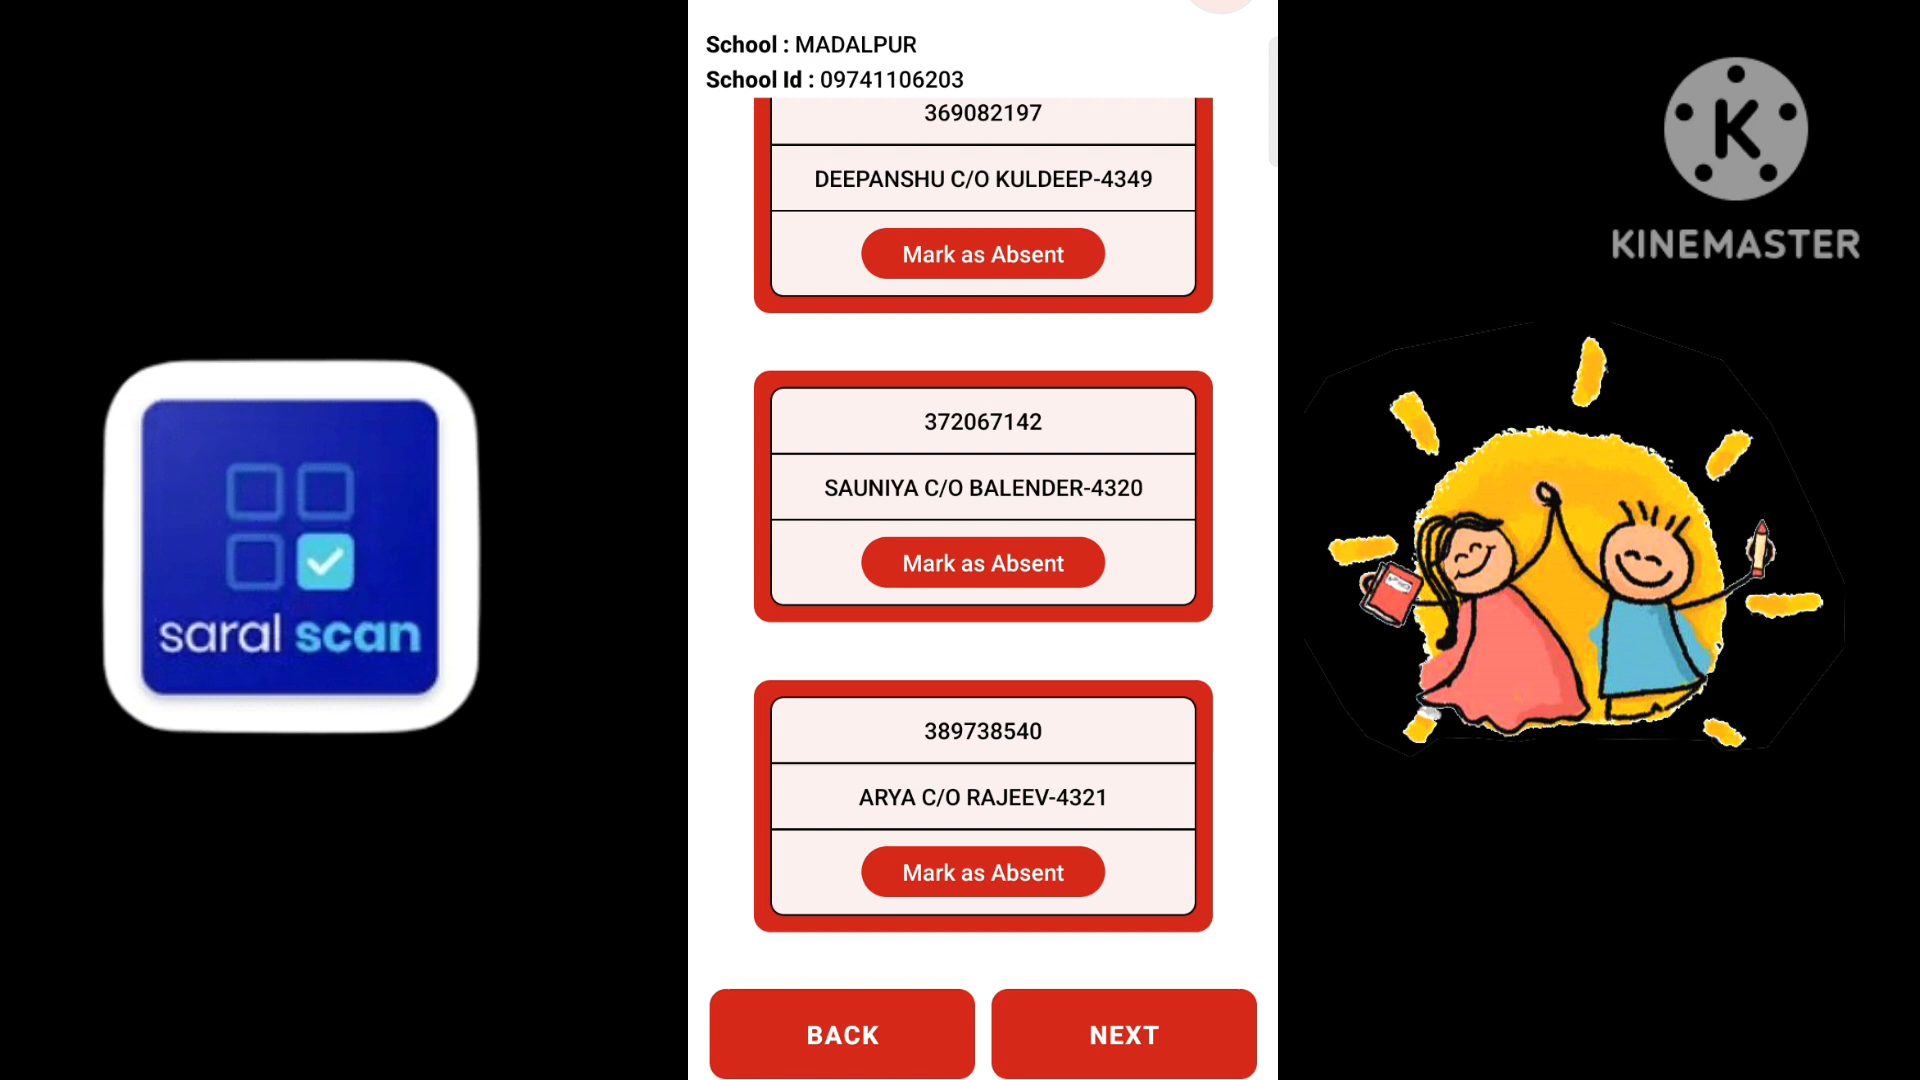 School : MADALPUR
School Id : 09741106203
369082197
DEEPANSHU C/O KULDEEP-4349
Mark as Absent
372067142
SAUNIYA C/O BALENDER-4320
Mark as Absent
389738540
ARYA C/O RAJEEV-4321
Mark as Absent
BACK
NEXT
saral scan
K
KINEMASTER